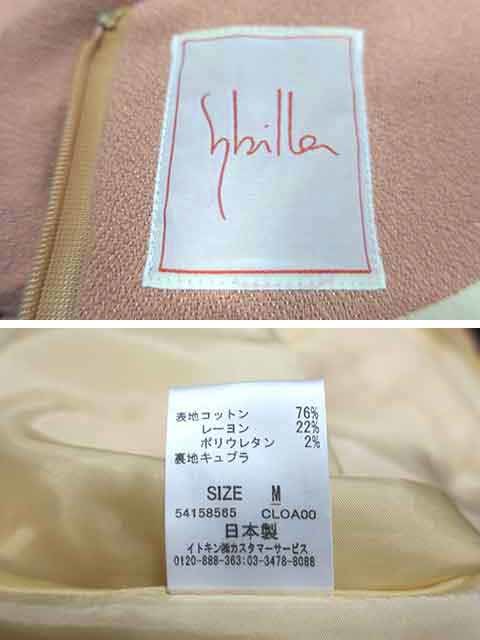 Sybilla
表地コットン 76%
レーヨン 22%
ポリウレタン 2%
裏地キュプラ
SIZE M
54158565 CLOA00
日本製
イトキン㈱カスタマーサービス
0120-888-363:03-3478-8088